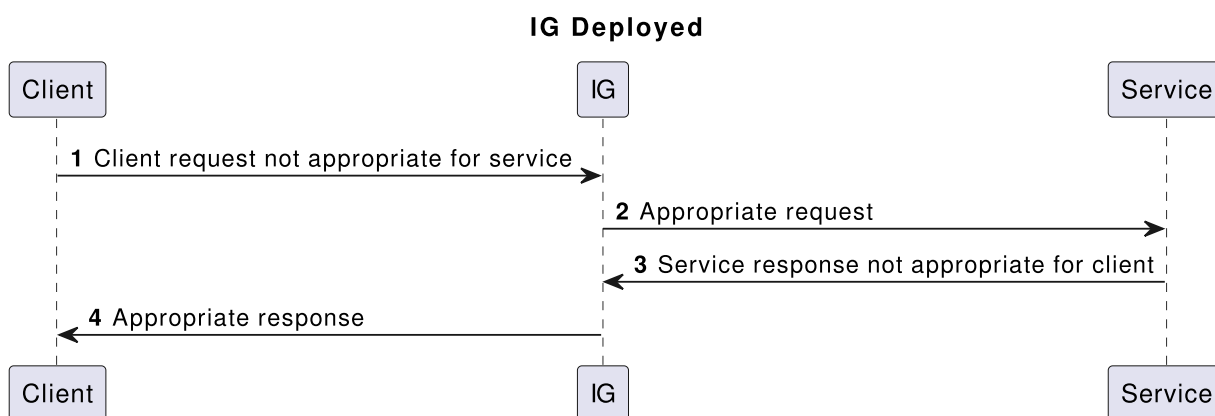 IG Deployed
Client IG Service
1 Client request not appropriate for service
2 Appropriate request
3 Service response not appropriate for client
4 Appropriate response
Client IG Service